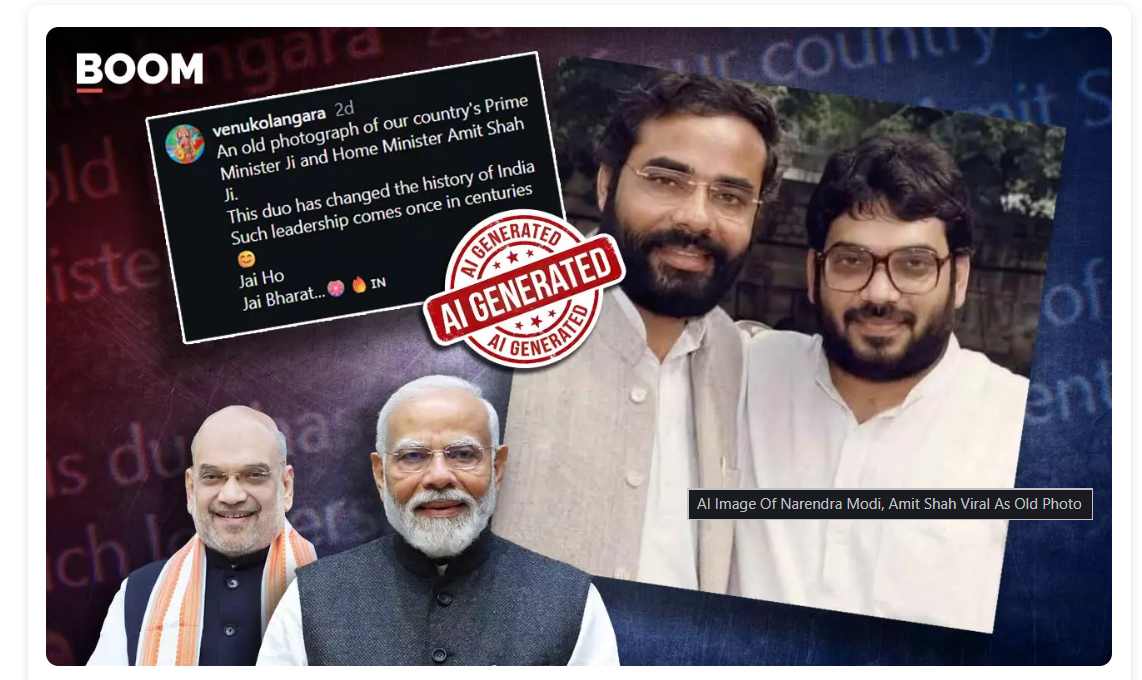 BOOM
venukolangara 2d
An old photograph of our country's Prime
Minister Ji and Home Minister Amit Shah
Ji.
This duo has changed the history of India
Such leadership comes once in centuries
😊
Jai Ho
Jai Bharat...🌸🔥IN
AI GENERATED
AI GENERATED
AI GENERATED
AI Image Of Narendra Modi, Amit Shah Viral As Old Photo